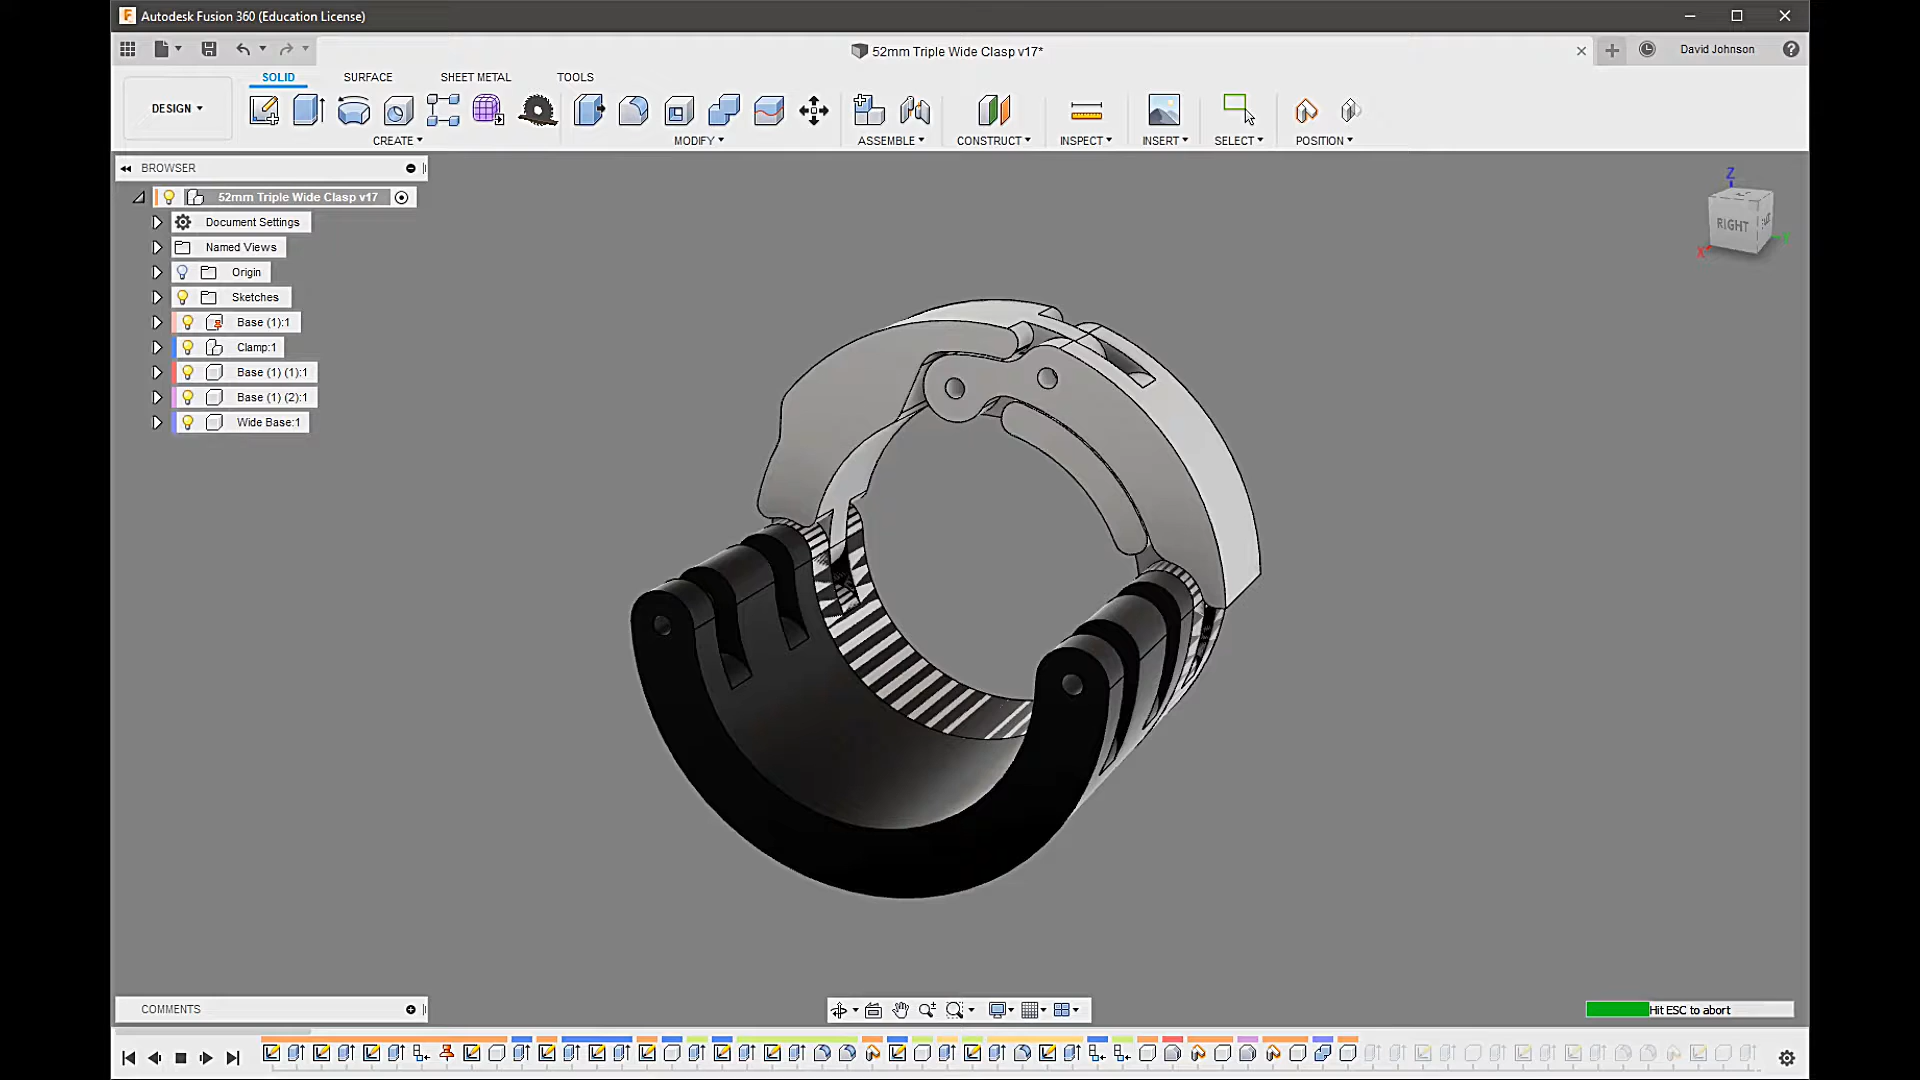 Autodesk Fusion 360 (Education License)
52mm Triple Wide Clasp v17*
David Johnson
SOLID SURFACE SHEET METAL TOOLS
DESIGN
CREATE MODIFY ASSEMBLE CONSTRUCT INSPECT INSERT SELECT POSITION
BROWSER
52mm Triple Wide Clasp v17
Document Settings
Named Views
Origin
Sketches
Base (1):1
Clamp:1
Base (1) (1):1
Base (1) (2):1
Wide Base:1
Z
RIGHT
X
COMMENTS
Hit ESC to abort